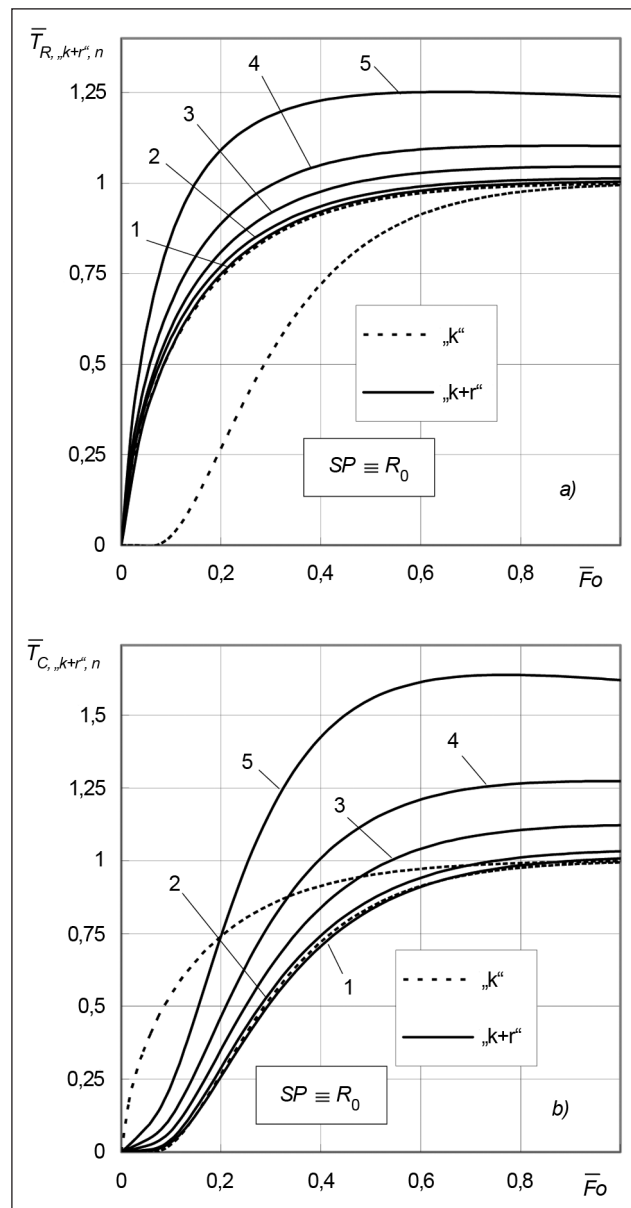 T̅R, „k+r“, n
1,25
1
0,75
0,5
0,25
0
5
4
3
2
1
„k“
„k+r“
SP ≡ R0
a)
0 0,2 0,4 0,6 0,8 F̅o
T̅C, „k+r“, n
1,5
1,25
1
0,75
0,5
0,25
0
5
4
3
2
1
„k“
„k+r“
SP ≡ R0
b)
0 0,2 0,4 0,6 0,8 F̅o